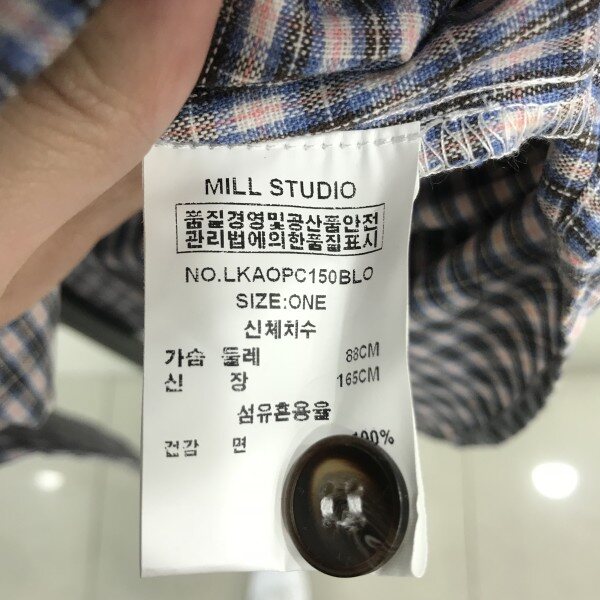 MILL STUDIO
품질경영및공산품안전
관리법에의한품질표시
NO.LKAOPC150BLO
SIZE:ONE
신체치수
가슴 둘레 88CM
신 장 165CM
섬유혼용율
겉감 면 100%